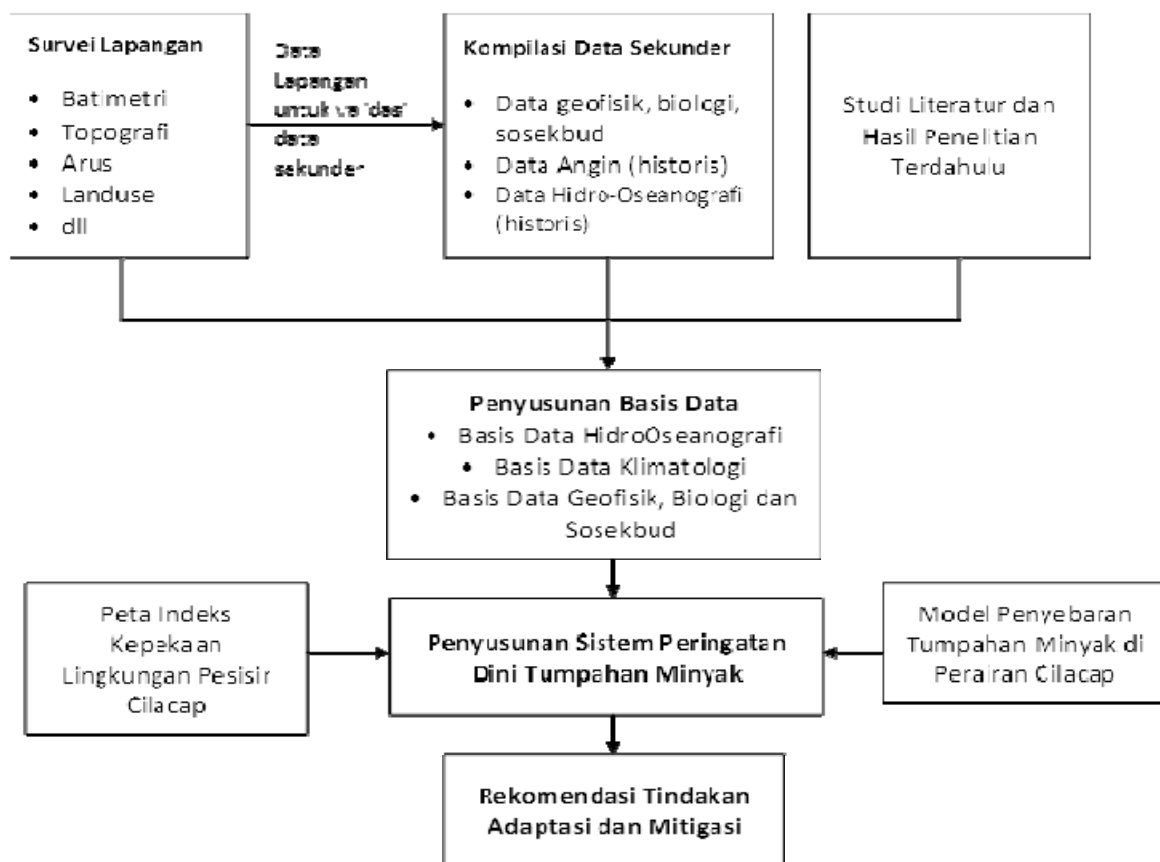 Survei Lapangan
• Batimetri
• Topografi
• Arus
• Landuse
• dll
Data
Lapangan
untuk
data
sekunder
Kompilasi Data Sekunder
• Data geofisik, biologi,
sosekbud
• Data Angin (historis)
• Data Hidro-Oseanografi
(historis)
Studi Literatur dan
Hasil Penelitian
Terdahulu
Penyusunan Basis Data
• Basis Data HidroOseanografi
• Basis Data Klimatologi
• Basis Data Geofisik, Biologi dan
Sosekbud
Peta Indeks
Kepekaan
Lingkungan Pesisir
Cilacap
Penyusunan Sistem Peringatan
Dini Tumpahan Minyak
Model Penyebaran
Tumpahan Minyak di
Perairan Cilacap
Rekomendasi Tindakan
Adaptasi dan Mitigasi